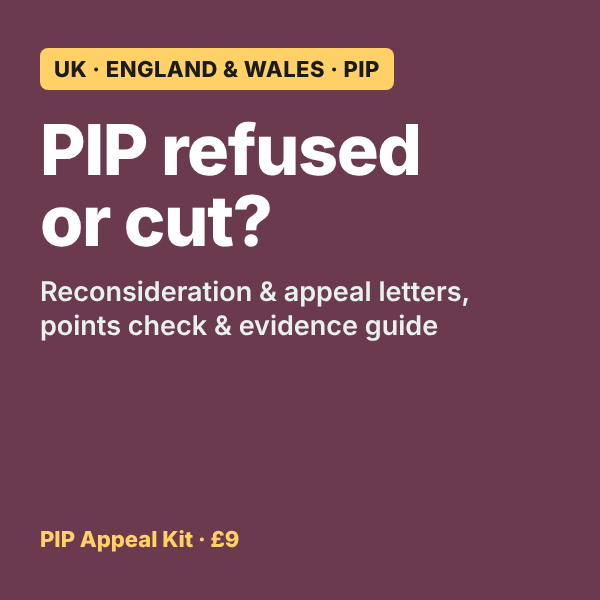 UK · ENGLAND & WALES · PIP
PIP refused
or cut?
Reconsideration & appeal letters,
points check & evidence guide
PIP Appeal Kit · £9